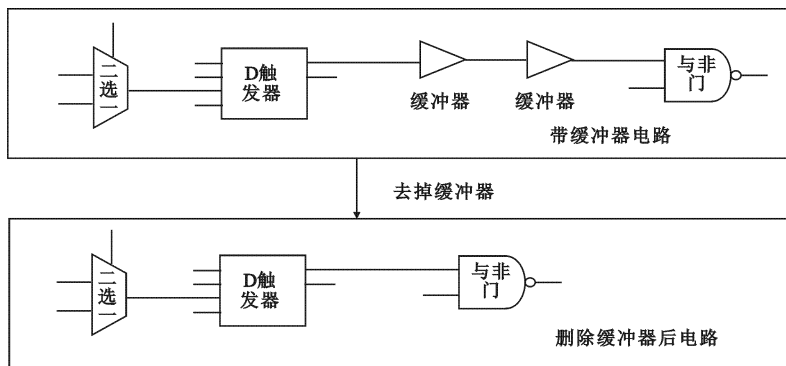 二选一
D触
发器
缓冲器
缓冲器
与非
门
带缓冲器电路
去掉缓冲器
二选一
D触
发器
与非
门
删除缓冲器后电路